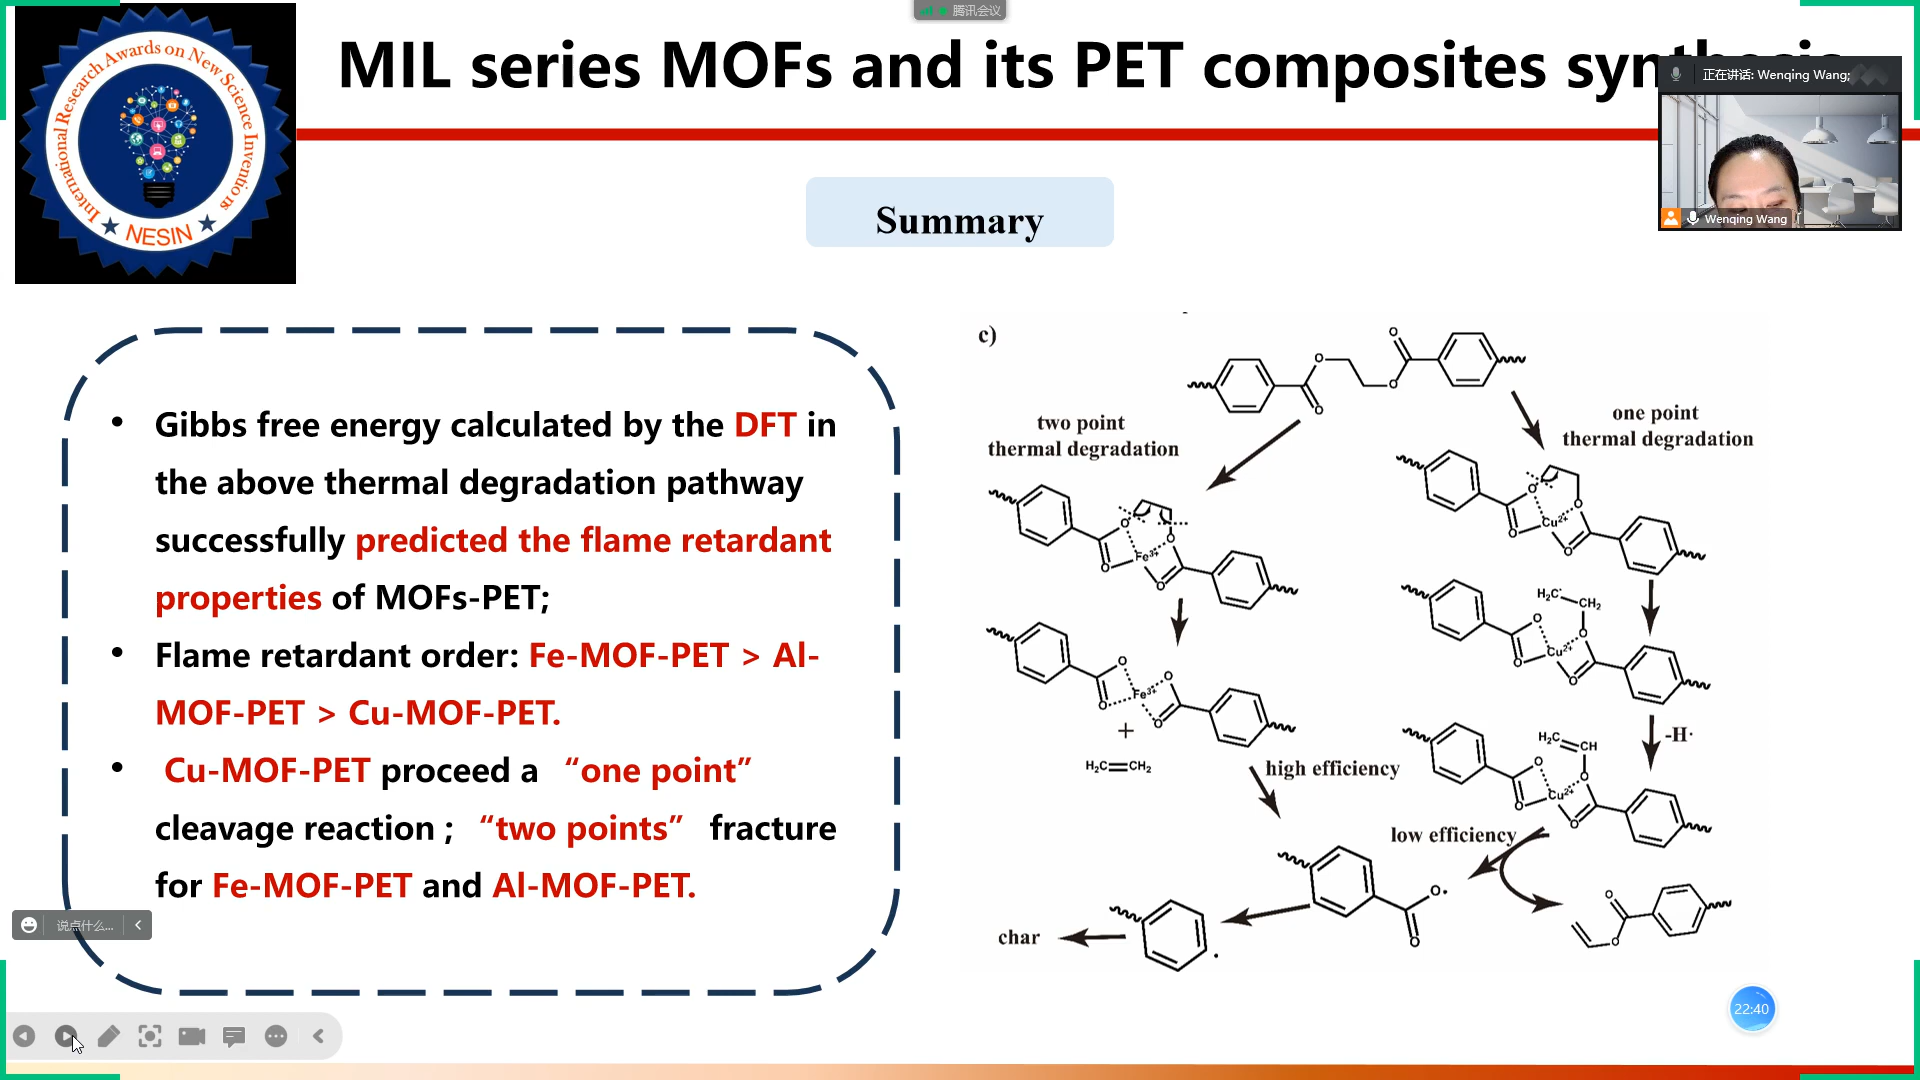 腾讯会议
MIL series MOFs and its PET composites synthesis
正在讲话: Wenqing Wang;
International Research Awards on New Science Inventions
NESIN
Wenqing Wang
Summary
• Gibbs free energy calculated by the DFT in
the above thermal degradation pathway
successfully predicted the flame retardant
properties of MOFs-PET;
• Flame retardant order: Fe-MOF-PET > Al-
MOF-PET > Cu-MOF-PET.
• Cu-MOF-PET proceed a “one point”
cleavage reaction ; “two points” fracture
for Fe-MOF-PET and Al-MOF-PET.
c)
O
O
O
O
two point
thermal degradation
one point
thermal degradation
O
O
Fe3+
O
O
O
O
Cu2+
O
O
O
O
Fe3+
O
O
+
H2C═CH2
H2C·
CH2
O
O
Cu2+
O
O
-H·
H2C
CH
O
O
Cu2+
O
O
high efficiency
low efficiency
O·
O
O
O
char
说点什么...
22:40